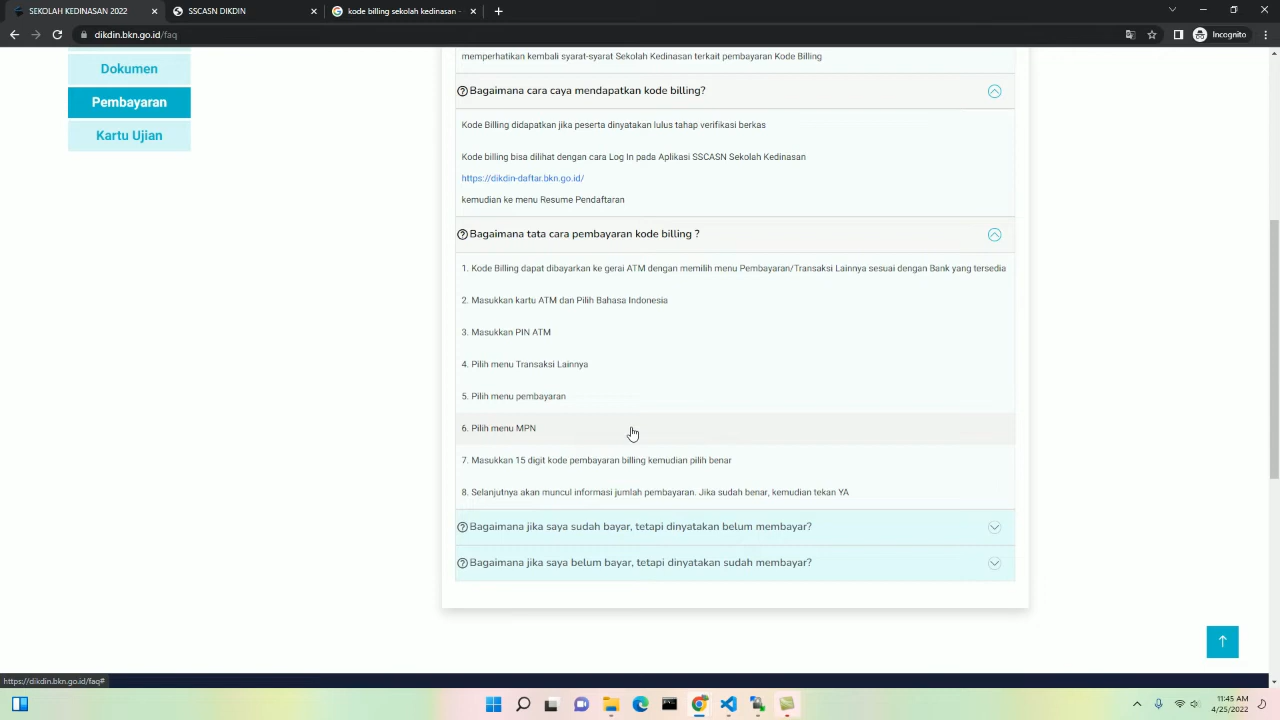 SEKOLAH KEDINASAN 2022
SSCASN DIKDIN
kode billing sekolah kedinasan -
dikdin.bkn.go.id/faq
Incognito
Dokumen
Pembayaran
Kartu Ujian
memperhatikan kembali syarat-syarat Sekolah Kedinasan terkait pembayaran Kode Billing
Bagaimana cara caya mendapatkan kode billing?
Kode Billing didapatkan jika peserta dinyatakan lulus tahap verifikasi berkas
Kode billing bisa dilihat dengan cara Log In pada Aplikasi SSCASN Sekolah Kedinasan
https://dikdin-daftar.bkn.go.id/
kemudian ke menu Resume Pendaftaran
Bagaimana tata cara pembayaran kode billing ?
1. Kode Billing dapat dibayarkan ke gerai ATM dengan memilih menu Pembayaran/Transaksi Lainnya sesuai dengan Bank yang tersedia
2. Masukkan kartu ATM dan Pilih Bahasa Indonesia
3. Masukkan PIN ATM
4. Pilih menu Transaksi Lainnya
5. Pilih menu pembayaran
6. Pilih menu MPN
7. Masukkan 15 digit kode pembayaran billing kemudian pilih benar
8. Selanjutnya akan muncul informasi jumlah pembayaran. Jika sudah benar, kemudian tekan YA
Bagaimana jika saya sudah bayar, tetapi dinyatakan belum membayar?
Bagaimana jika saya belum bayar, tetapi dinyatakan sudah membayar?
https://dikdin.bkn.go.id/faq#
11:45 AM
4/25/2022